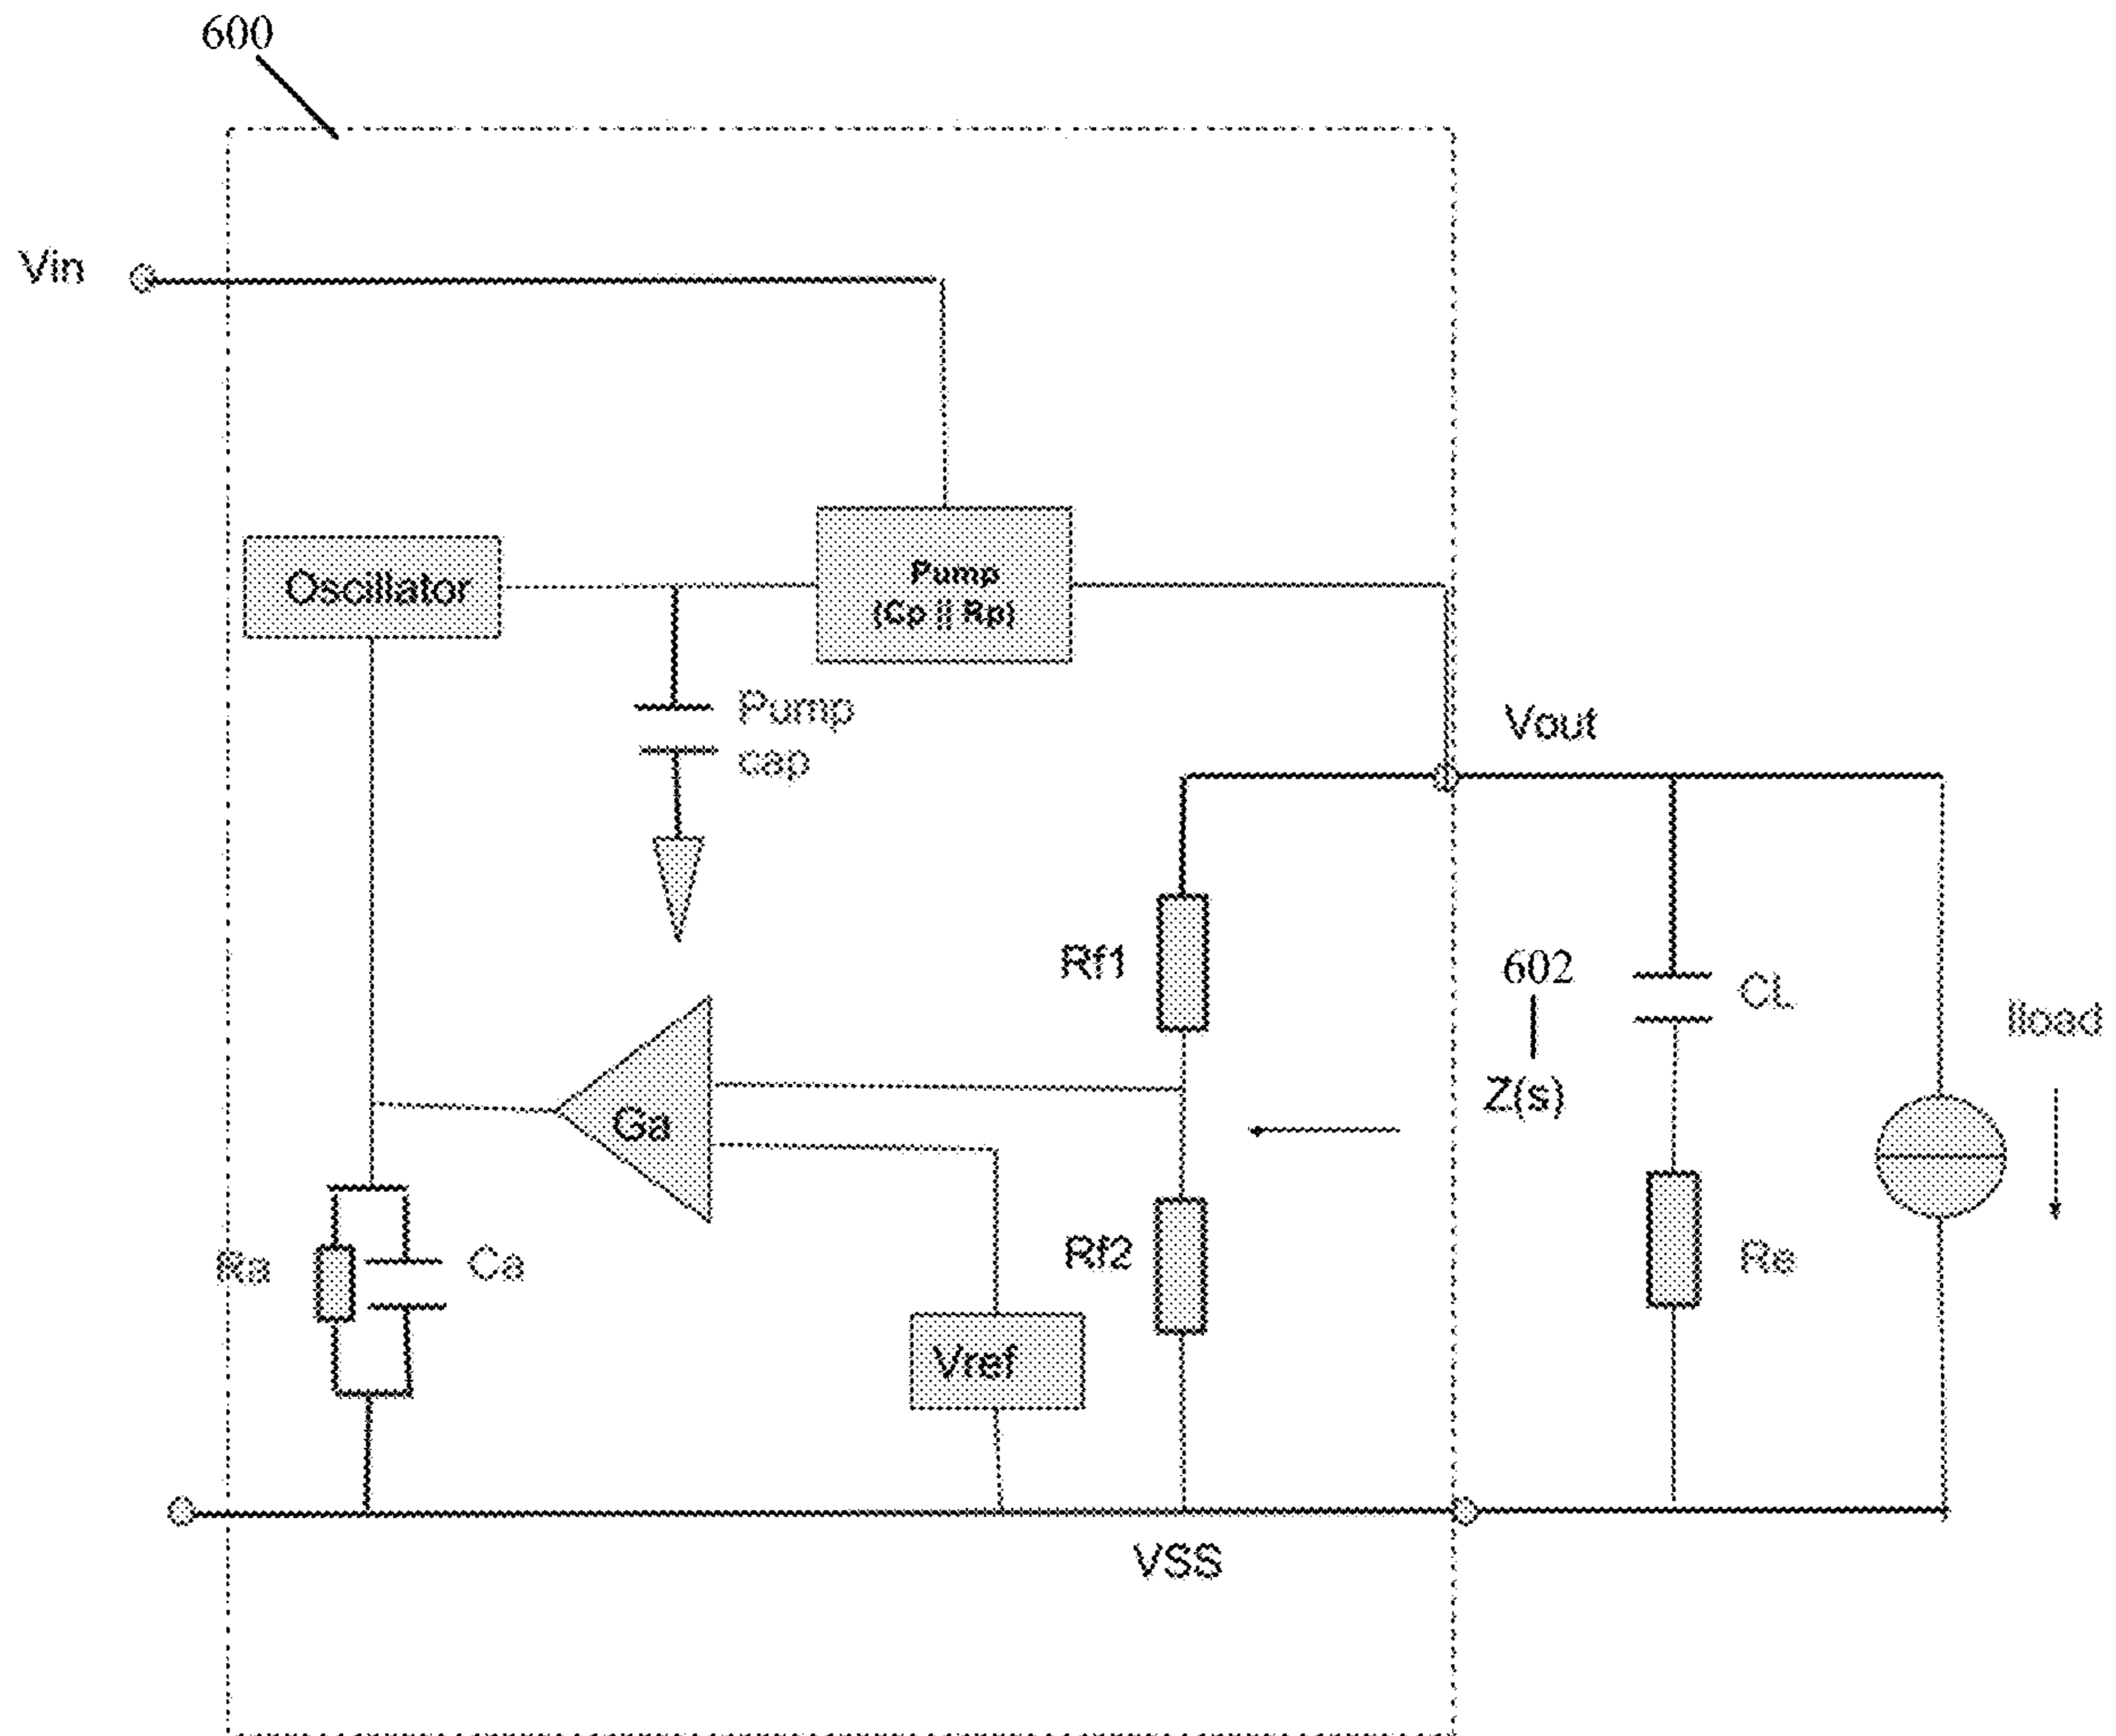 600
Vin
Oscillator
Pump
(Cp || Rp)
Pump
cap
Vout
Rf1
602
CL
Iload
Z(s)
Ga
Rf2
Re
Ra
Ca
Vref
VSS